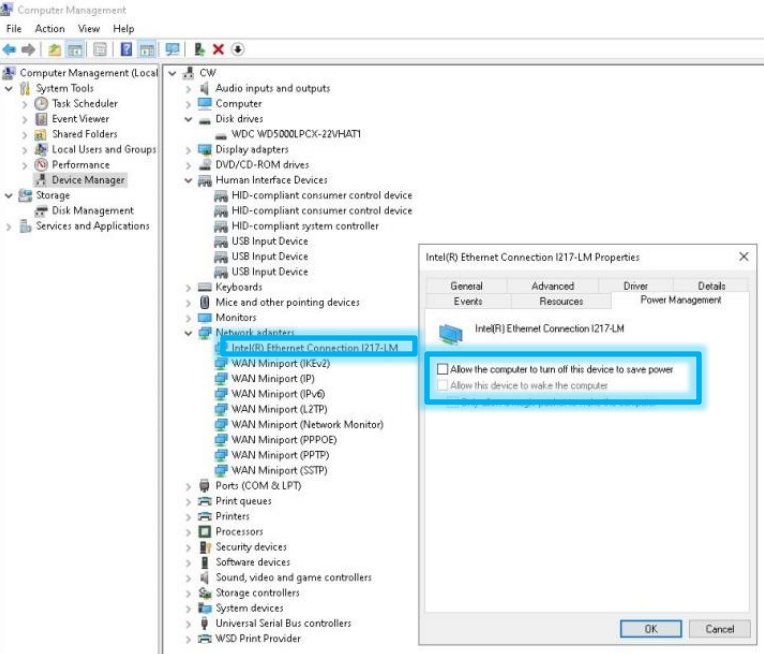 Computer Management
File Action View Help
Computer Management (Local
System Tools
Task Scheduler
Event Viewer
Shared Folders
Local Users and Groups
Performance
Device Manager
Storage
Disk Management
Services and Applications
CW
Audio inputs and outputs
Computer
Disk drives
WDC WD5000LPCX-22VHAT1
Display adapters
DVD/CD-ROM drives
Human Interface Devices
HID-compliant consumer control device
HID-compliant consumer control device
HID-compliant system controller
USB Input Device
USB Input Device
USB Input Device
Keyboards
Mice and other pointing devices
Monitors
Network adapters
Intel(R) Ethernet Connection I217-LM
WAN Miniport (IKEv2)
WAN Miniport (IP)
WAN Miniport (IPv6)
WAN Miniport (L2TP)
WAN Miniport (Network Monitor)
WAN Miniport (PPPOE)
WAN Miniport (PPTP)
WAN Miniport (SSTP)
Ports (COM & LPT)
Print queues
Printers
Processors
Security devices
Software devices
Sound, video and game controllers
Storage controllers
System devices
Universal Serial Bus controllers
WSD Print Provider
Intel(R) Ethernet Connection I217-LM Properties
General Advanced Driver Details
Events Resources Power Management
Intel(R) Ethernet Connection I217-LM
Allow the computer to turn off this device to save power
Allow this device to wake the computer
Only allow a magic packet to wake the computer
OK Cancel